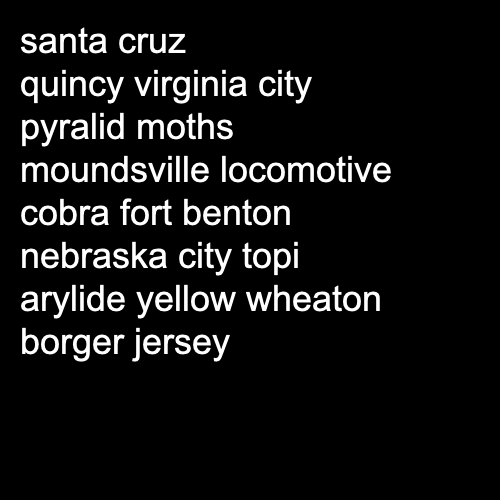 santa cruz
quincy virginia city
pyralid moths
moundsville locomotive
cobra fort benton
nebraska city topi
arylide yellow wheaton
borger jersey